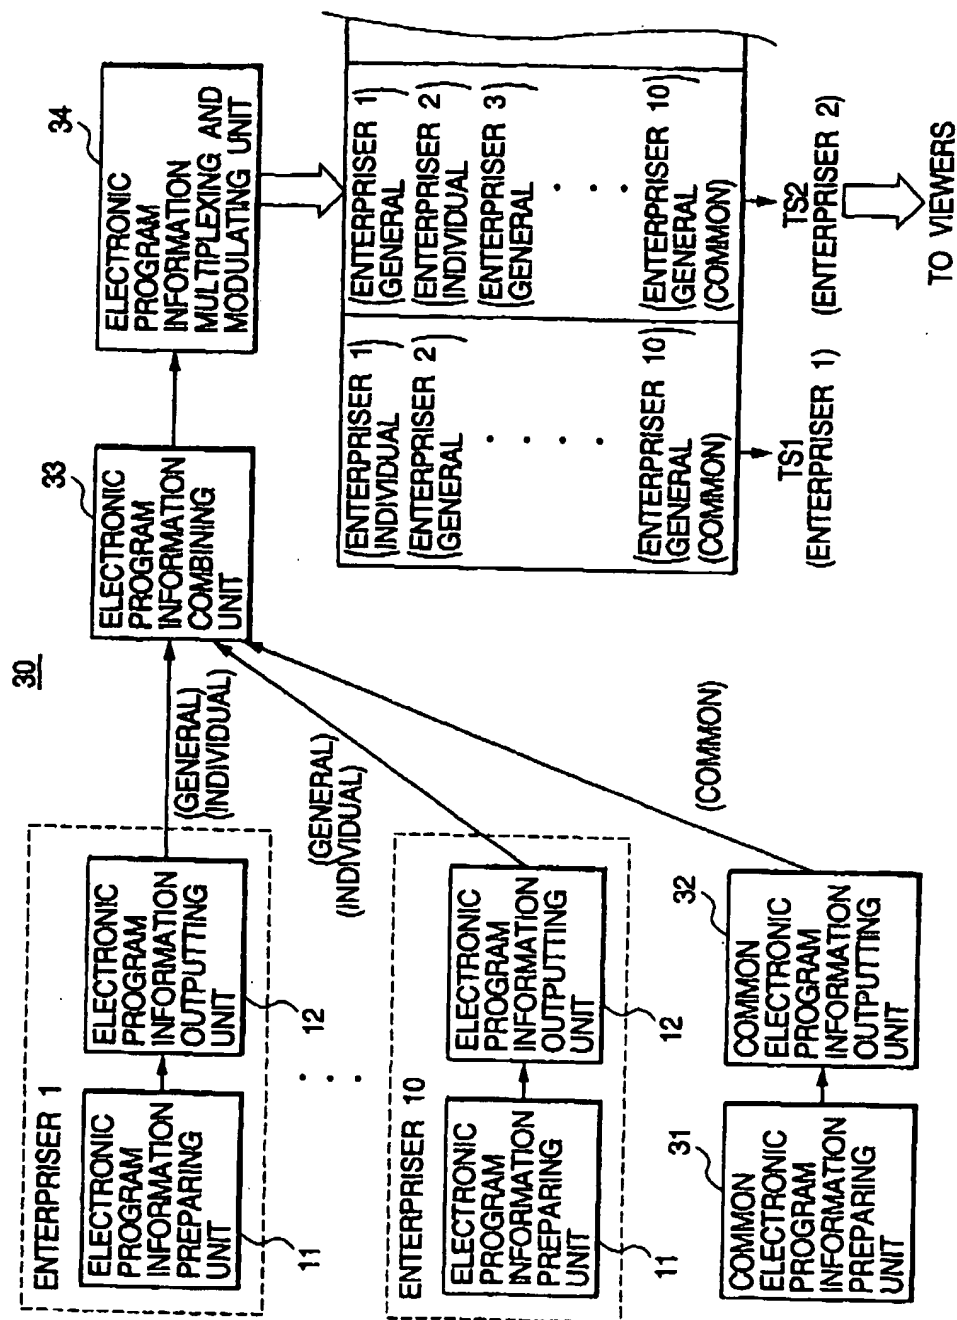 30
ENTERPRISER 1
ELECTRONIC
PROGRAM
INFORMATION
PREPARING
UNIT
11
ELECTRONIC
PROGRAM
INFORMATION
OUTPUTTING
UNIT
12
(GENERAL)
(INDIVIDUAL)
ENTERPRISER 10
ELECTRONIC
PROGRAM
INFORMATION
PREPARING
UNIT
11
ELECTRONIC
PROGRAM
INFORMATION
OUTPUTTING
UNIT
12
(GENERAL)
(INDIVIDUAL)
31
COMMON
ELECTRONIC
PROGRAM
INFORMATION
PREPARING
UNIT
32
COMMON
ELECTRONIC
PROGRAM
INFORMATION
OUTPUTTING
UNIT
(COMMON)
33
ELECTRONIC
PROGRAM
INFORMATION
COMBINING
UNIT
34
ELECTRONIC
PROGRAM
INFORMATION
MULTIPLEXING AND
MODULATING UNIT
(ENTERPRISER 1)
(INDIVIDUAL)
(ENTERPRISER 2)
(GENERAL)
(ENTERPRISER 10)
(GENERAL)
(COMMON)
TS1
(ENTERPRISER 1)
(ENTERPRISER 1)
(GENERAL)
(ENTERPRISER 2)
(INDIVIDUAL)
(ENTERPRISER 3)
(GENERAL)
(ENTERPRISER 10)
(GENERAL)
(COMMON)
TS2
(ENTERPRISER 2)
TO VIEWERS